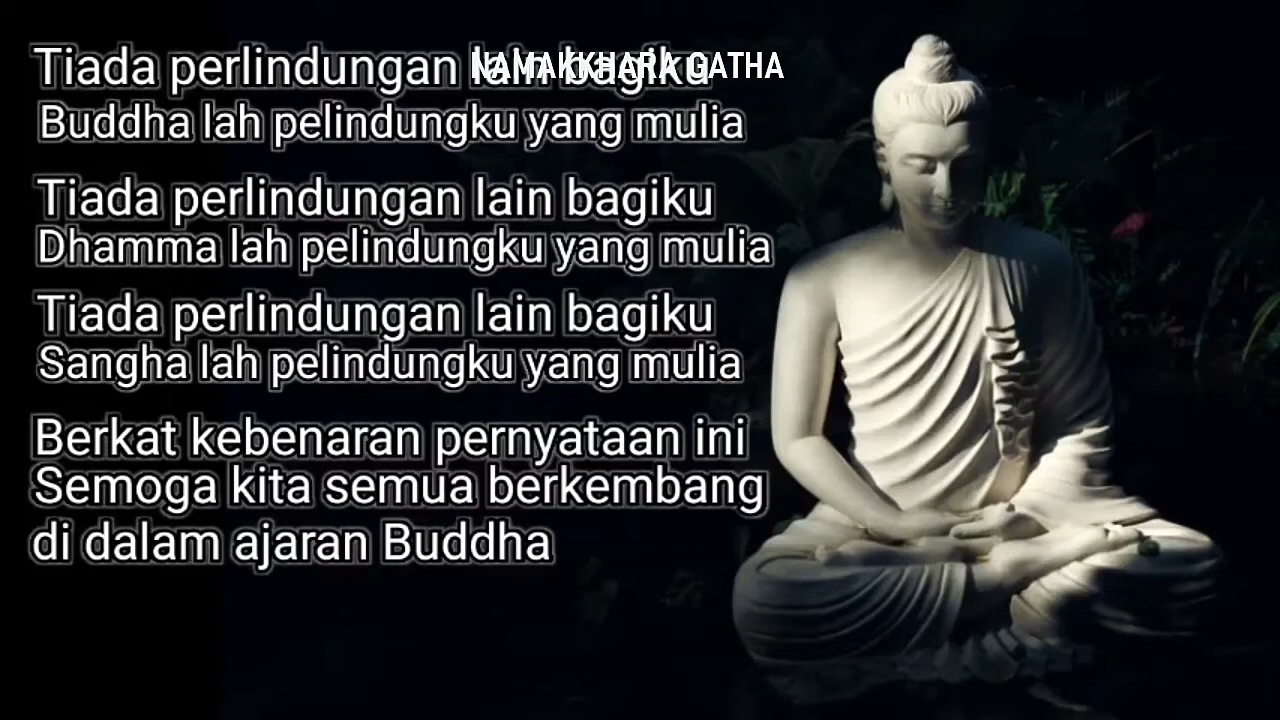 NAMAKKHARA GATHA
Tiada perlindungan lain bagiku
Buddha lah pelindungku yang mulia
Tiada perlindungan lain bagiku
Dhamma lah pelindungku yang mulia
Tiada perlindungan lain bagiku
Sangha lah pelindungku yang mulia
Berkat kebenaran pernyataan ini
Semoga kita semua berkembang
di dalam ajaran Buddha